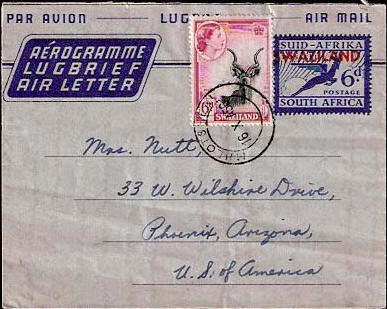 PAR AVION LUGPOS AIR MAIL
AÉROGRAMME
LUGBRIEF
AIR LETTER
SWAZILAND
SUID-AFRIKA
SWAZILAND
6d
POSTAGE
SOUTH AFRICA
Mrs. Nutt,
33 W. Wilshire Drive,
Phoenix, Arizona,
U.S. of America